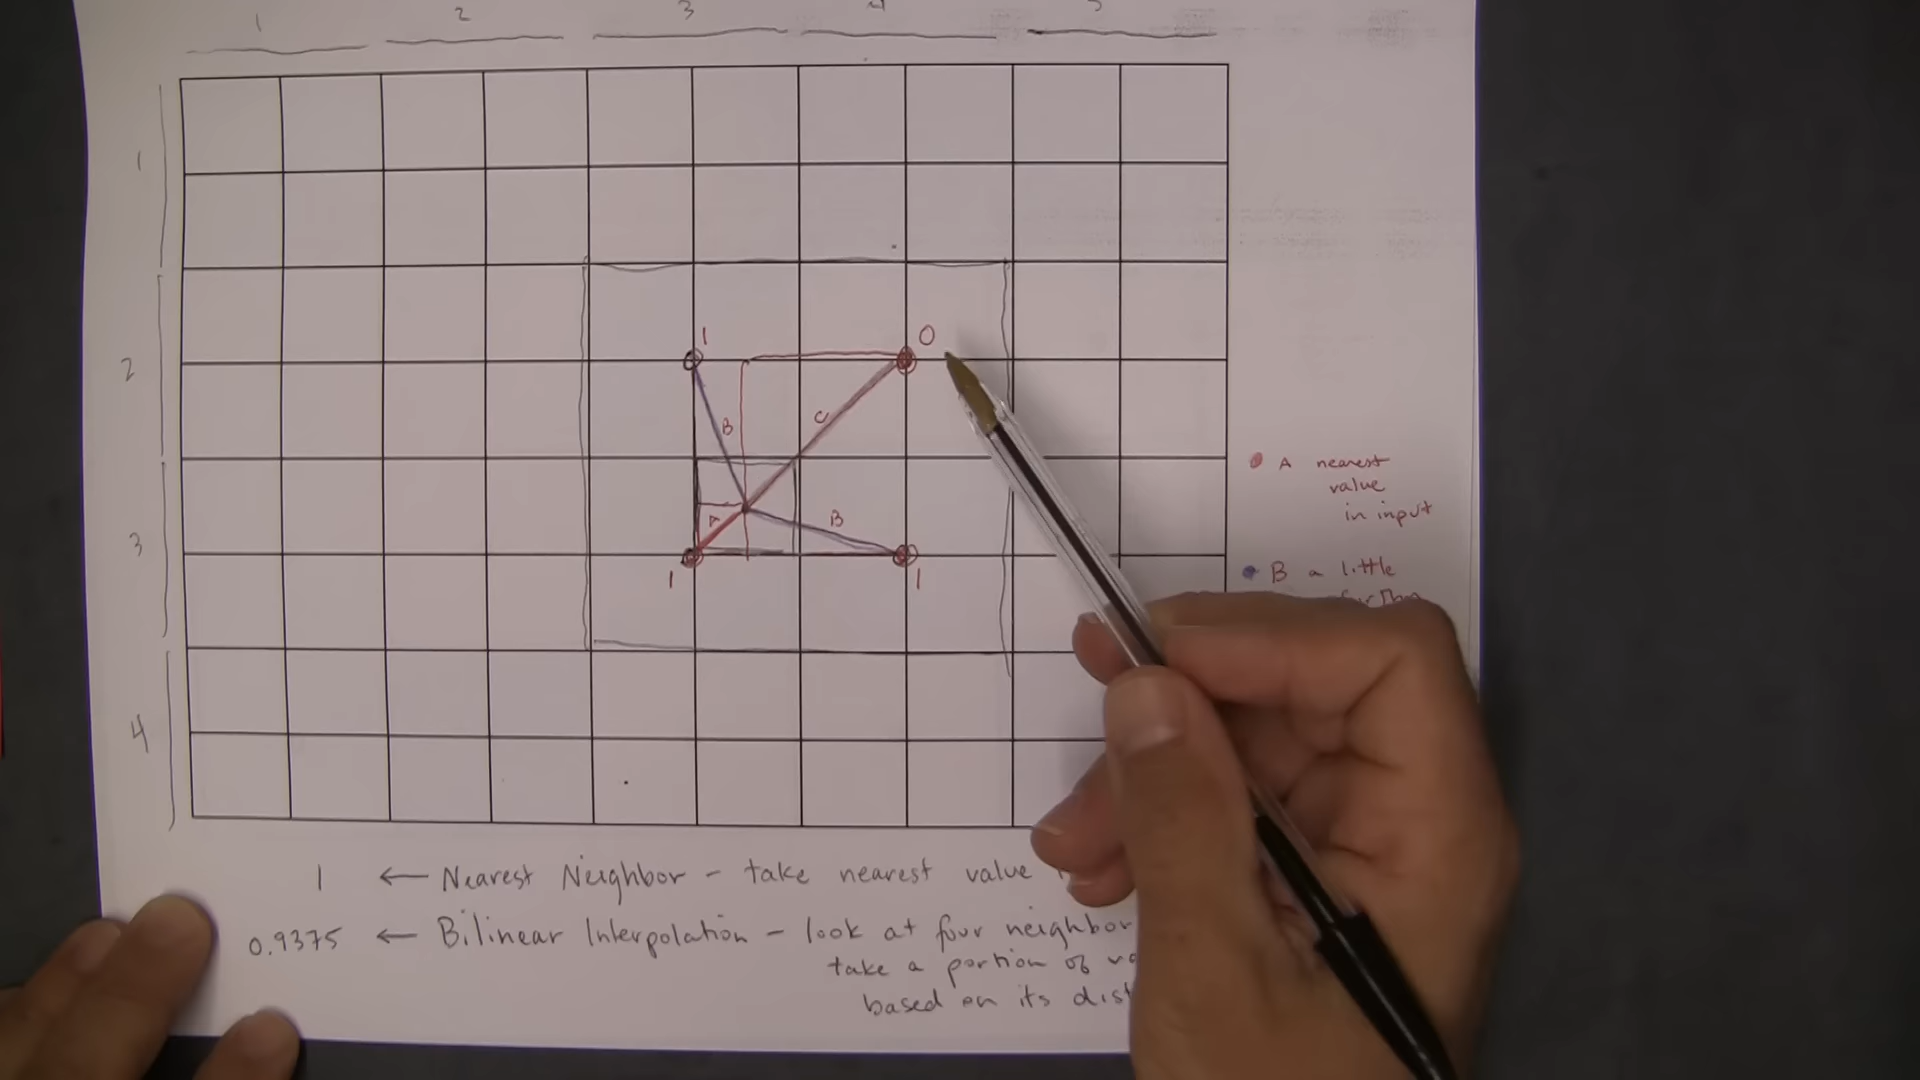 1 2 3 4 5
1
2
3
4
1
0
B
C
A
B
1
1
A nearest
value
in input
B a little
further
1 ← Nearest Neighbor - take nearest value
0.9375 ← Bilinear Interpolation - look at four neighbor
take a portion of
based on its dist